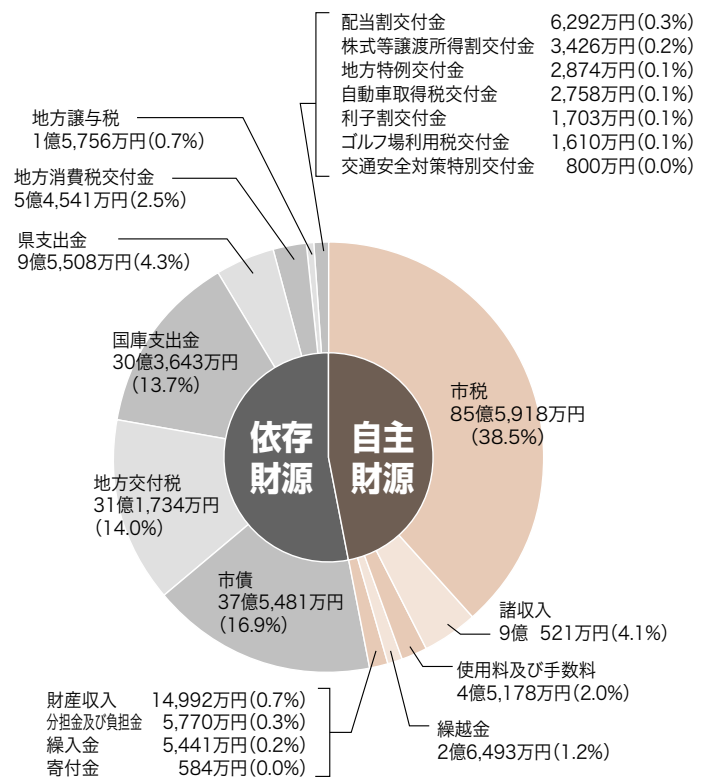 配当割交付金 6,292万円(0.3%)
株式等譲渡所得割交付金 3,426万円(0.2%)
地方特例交付金 2,874万円(0.1%)
自動車取得税交付金 2,758万円(0.1%)
利子割交付金 1,703万円(0.1%)
ゴルフ場利用税交付金 1,610万円(0.1%)
交通安全対策特別交付金 800万円(0.0%)
地方譲与税
1億5,756万円(0.7%)
地方消費税交付金
5億4,541万円(2.5%)
県支出金
9億5,508万円(4.3%)
国庫支出金
30億3,643万円
(13.7%)
地方交付税
31億1,734万円
(14.0%)
市債
37億5,481万円
(16.9%)
依存
財源
自主
財源
市税
85億5,918万円
(38.5%)
諸収入
9億 521万円(4.1%)
使用料及び手数料
4億5,178万円(2.0%)
繰越金
2億6,493万円(1.2%)
財産収入 14,992万円(0.7%)
分担金及び負担金 5,770万円(0.3%)
繰入金 5,441万円(0.2%)
寄付金 584万円(0.0%)